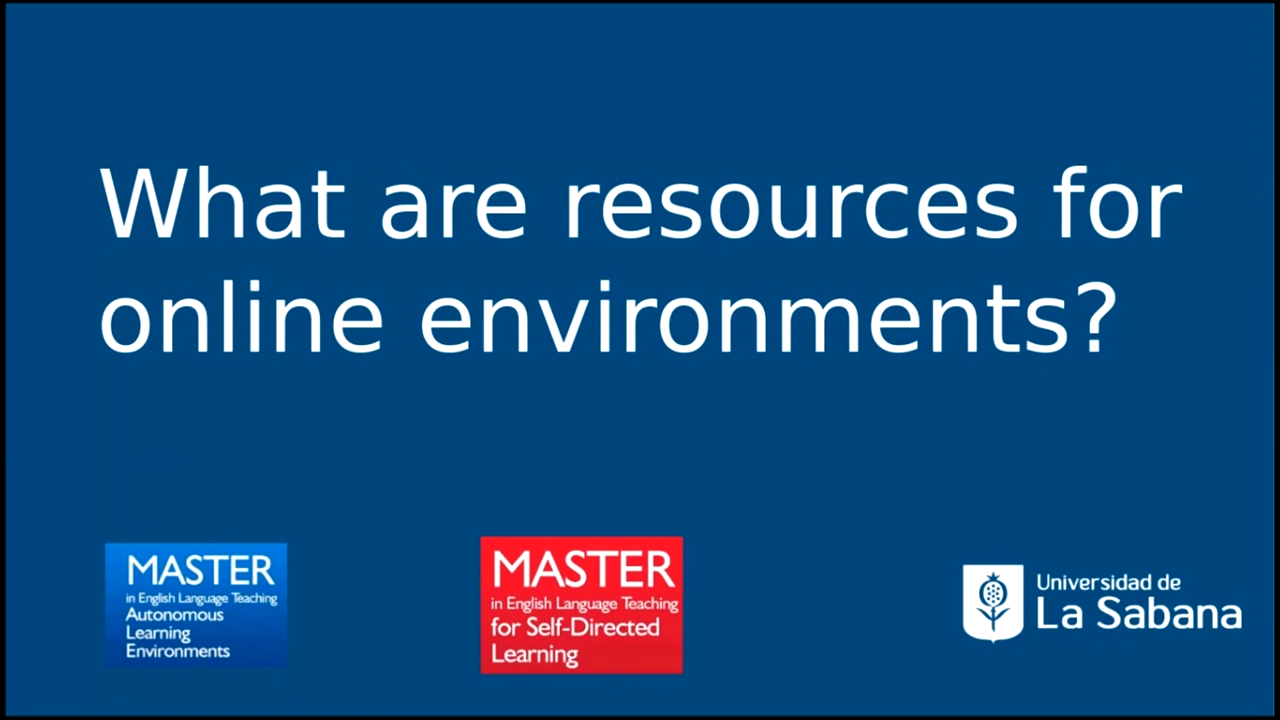 What are resources for
online environments?
MASTER
in English Language Teaching
Autonomous
Learning
Environments
MASTER
in English Language Teaching
for Self-Directed
Learning
Universidad de
La Sabana